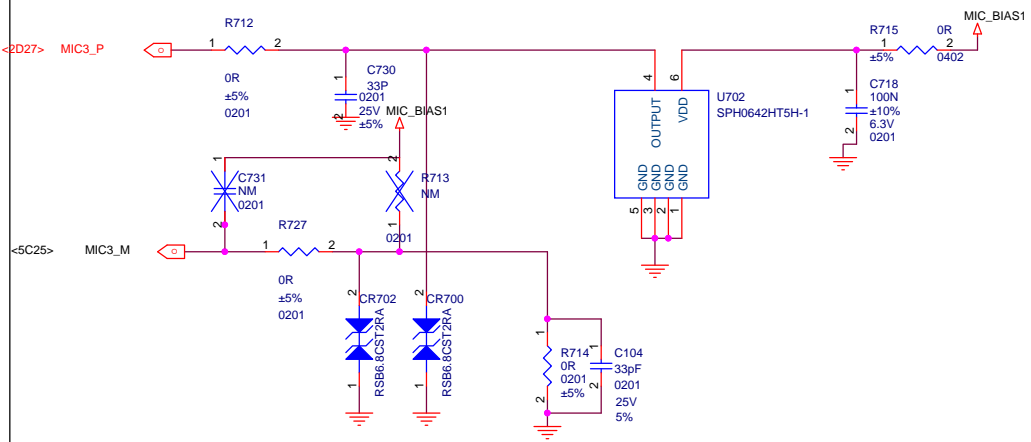 <2D27> MIC3_P
R712
1 2
0R
±5%
0201
1
C730
33P
0201
25V
±5%
2
MIC_BIAS1
1
C731
NM
0201
2
2
R713
NM
1
0201
<5C25> MIC3_M
R727
1 2
0R
±5%
0201
2
CR702
RSB6.8CST2RA
1
2
CR700
RSB6.8CST2RA
1
1
R714
0R
0201
±5%
2
1
C104
33pF
0201
25V
5%
2
4 6
OUTPUT VDD
U702
SPH0642HT5H-1
GND GND GND GND
5 3 2 1
MIC_BIAS1
R715 0R
1 2
±5% 0402
1
C718
100N
±10%
6.3V
0201
2